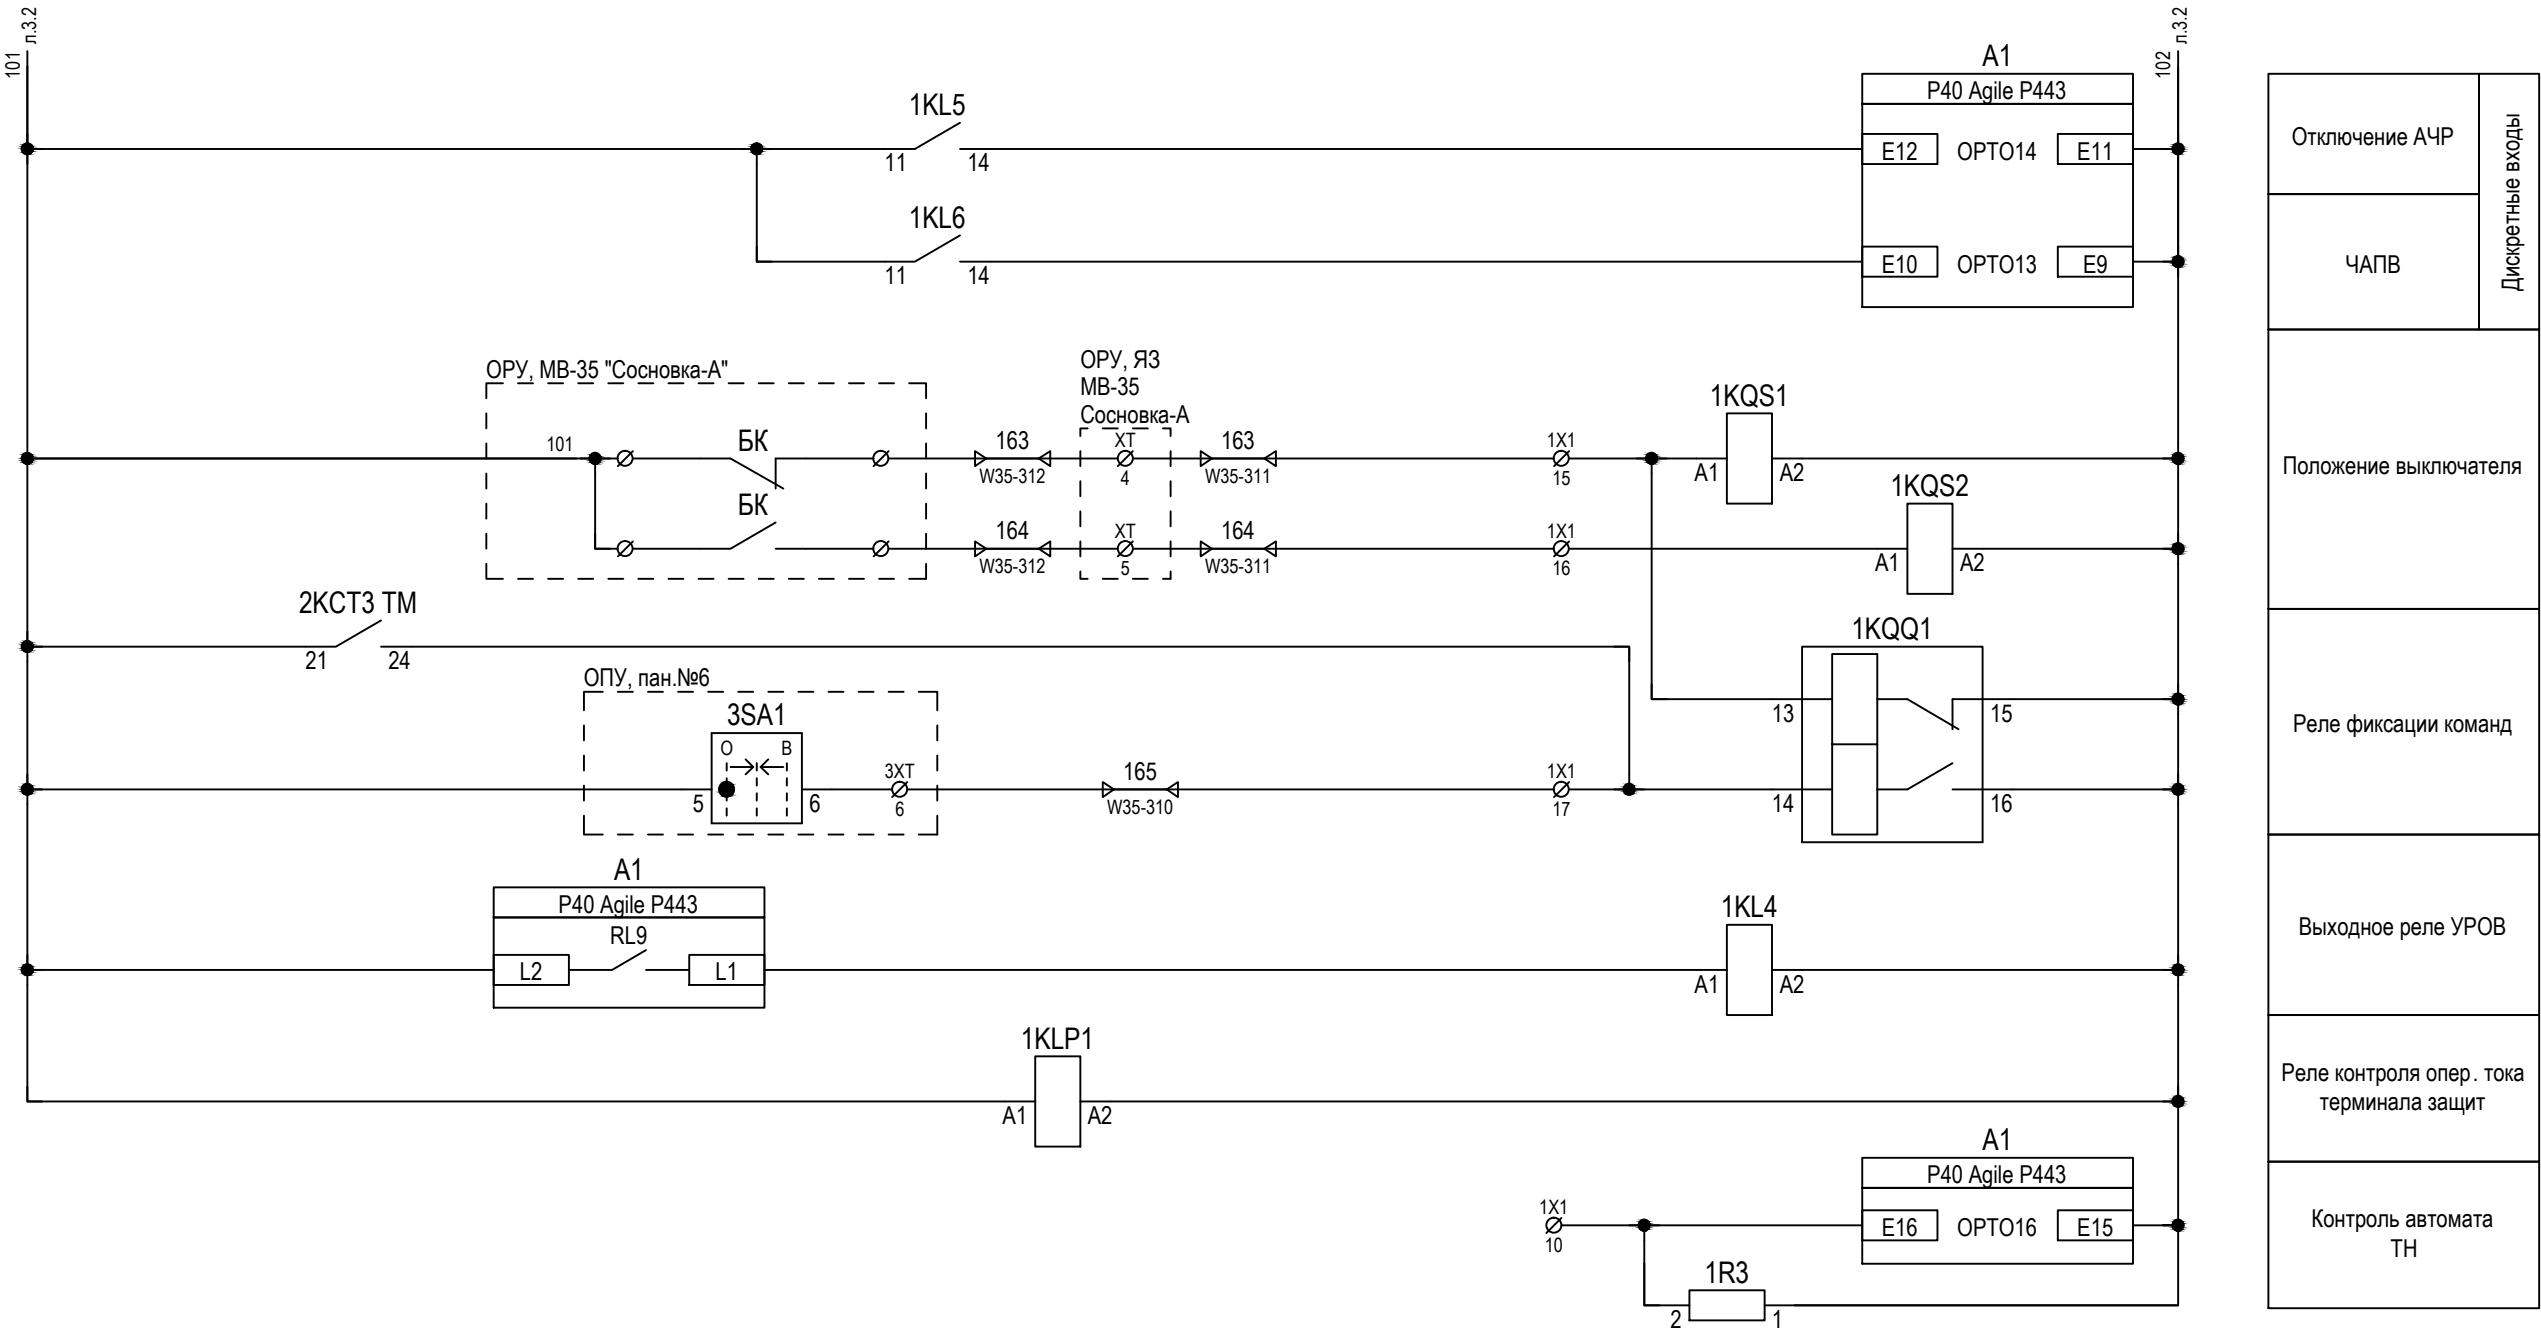 101
л.3.2
102
л.3.2
1KL5
11
14
A1
P40 Agile P443
E12 OPTO14 E11
1KL6
11
14
E10 OPTO13 E9
Отключение АЧР
ЧАПВ
Дискретные входы
ОРУ, МВ-35 "Сосновка-А"
ОРУ, ЯЗ
МВ-35
Сосновка-А
101
БК
163
W35-312
XT
4
163
W35-311
1X1
15
1KQS1
A1
A2
БК
164
W35-312
XT
5
164
W35-311
1X1
16
1KQS2
A1
A2
Положение выключателя
2KCT3 TM
21
24
1KQQ1
13
15
14
16
ОПУ, пан.№6
3SA1
О В
5
6
3XT
6
165
W35-310
1X1
17
Реле фиксации команд
A1
P40 Agile P443
RL9
L2
L1
1KL4
A1
A2
Выходное реле УРОВ
1KLP1
A1
A2
Реле контроля опер. тока
терминала защит
A1
P40 Agile P443
1X1
10
E16 OPTO16 E15
1R3
2
1
Контроль автомата
ТН